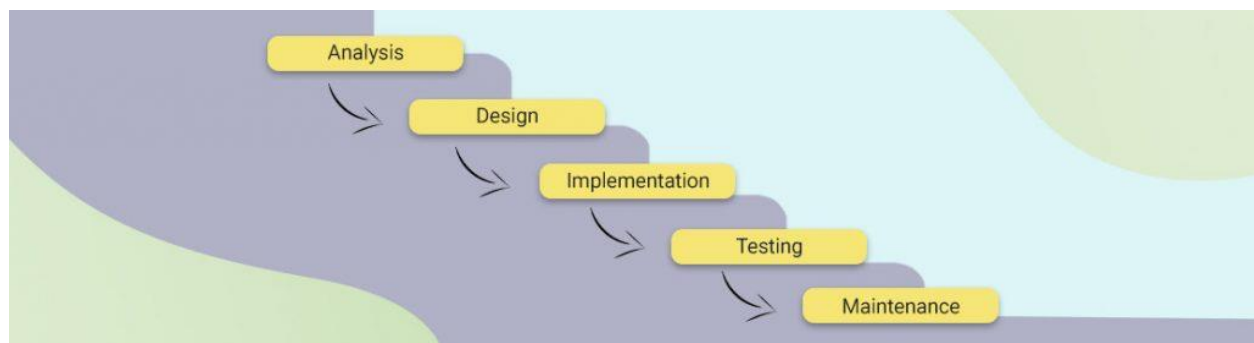 Analysis
Design
Implementation
Testing
Maintenance